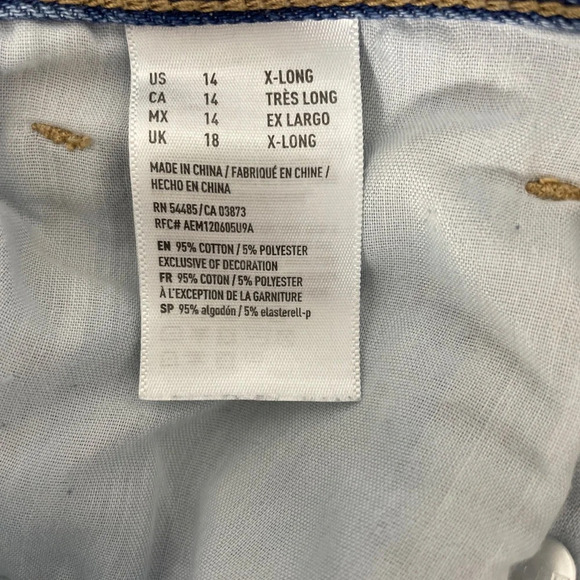 US 14 X-LONG
CA 14 TRÈS LONG
MX 14 EX LARGO
UK 18 X-LONG
MADE IN CHINA / FABRIQUÉ EN CHINE /
HECHO EN CHINA
RN 54485/CA 03873
RFC# AEM120605U9A
EN 95% COTTON / 5% POLYESTER
EXCLUSIVE OF DECORATION
FR 95% COTTON / 5% POLYESTER
À L'EXCEPTION DE LA GARNITURE
SP 95% algodón / 5% elasterell-p